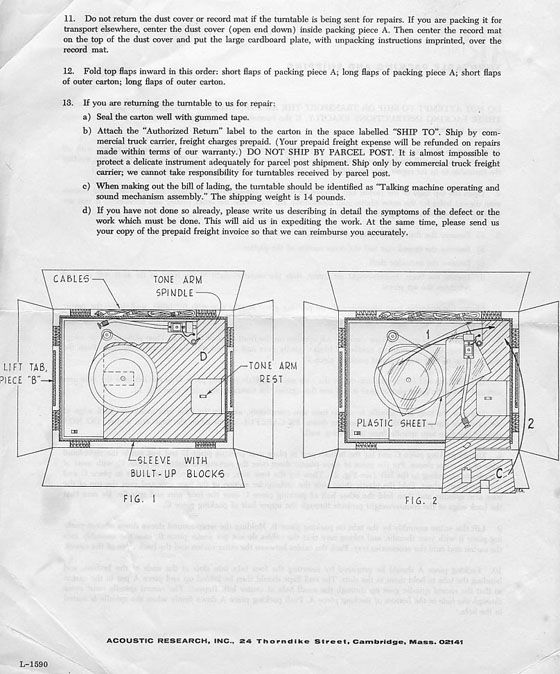 11. Do not return the dust cover or record mat if the turntable is being sent for repairs. If you are packing it for
transport elsewhere, center the dust cover (open end down) inside packing piece A. Then center the record mat
on the top of the dust cover and put the large cardboard plate, with unpacking instructions imprinted, over the
record mat.
12. Fold top flaps inward in this order: short flaps of packing piece A; long flaps of packing piece A; short flaps
of outer carton; long flaps of outer carton.
13. If you are returning the turntable to us for repair:
a) Seal the carton well with gummed tape.
b) Attach the "Authorized Return" label to the carton in the space labelled "SHIP TO". Ship by com-
mercial truck carrier, freight charges prepaid. (Your prepaid freight expense will be refunded on repairs
made within terms of our warranty.) DO NOT SHIP BY PARCEL POST. It is almost impossible to
protect a delicate instrument adequately for parcel post shipment. Ship only by commercial truck freight
carrier; we cannot take responsibility for turntables received by parcel post.
c) When making out the bill of lading, the turntable should be identified as "Talking machine operating and
sound mechanism assembly." The shipping weight is 14 pounds.
d) If you have not done so already, please write us describing in detail the symptoms of the defect or the
work which must be done. This will aid us in expediting the work. At the same time, please send us
your copy of the prepaid freight invoice so that we can reimburse you accurately.
CABLES
TONE ARM
SPINDLE
D
LIFT TAB,
PIECE "B"
TONE ARM
REST
SLEEVE WITH
BUILT-UP BLOCKS
FIG. 1
1
PLASTIC SHEET
2
C
FIG. 2
ACOUSTIC RESEARCH, INC., 24 Thorndike Street, Cambridge, Mass. 02141
L-1590